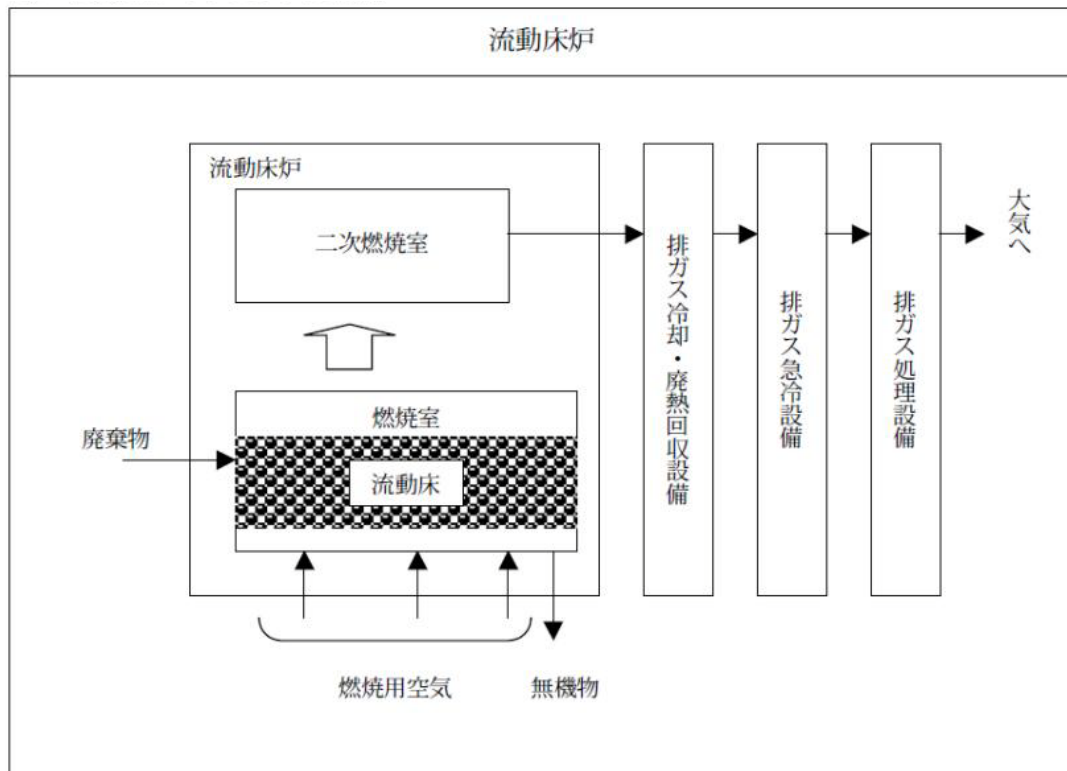 流動床炉
流動床炉
二次燃焼室
燃焼室
流動床
廃棄物
燃焼用空気
無機物
排ガス冷却・廃熱回収設備
排ガス急冷設備
排ガス処理設備
大気へ